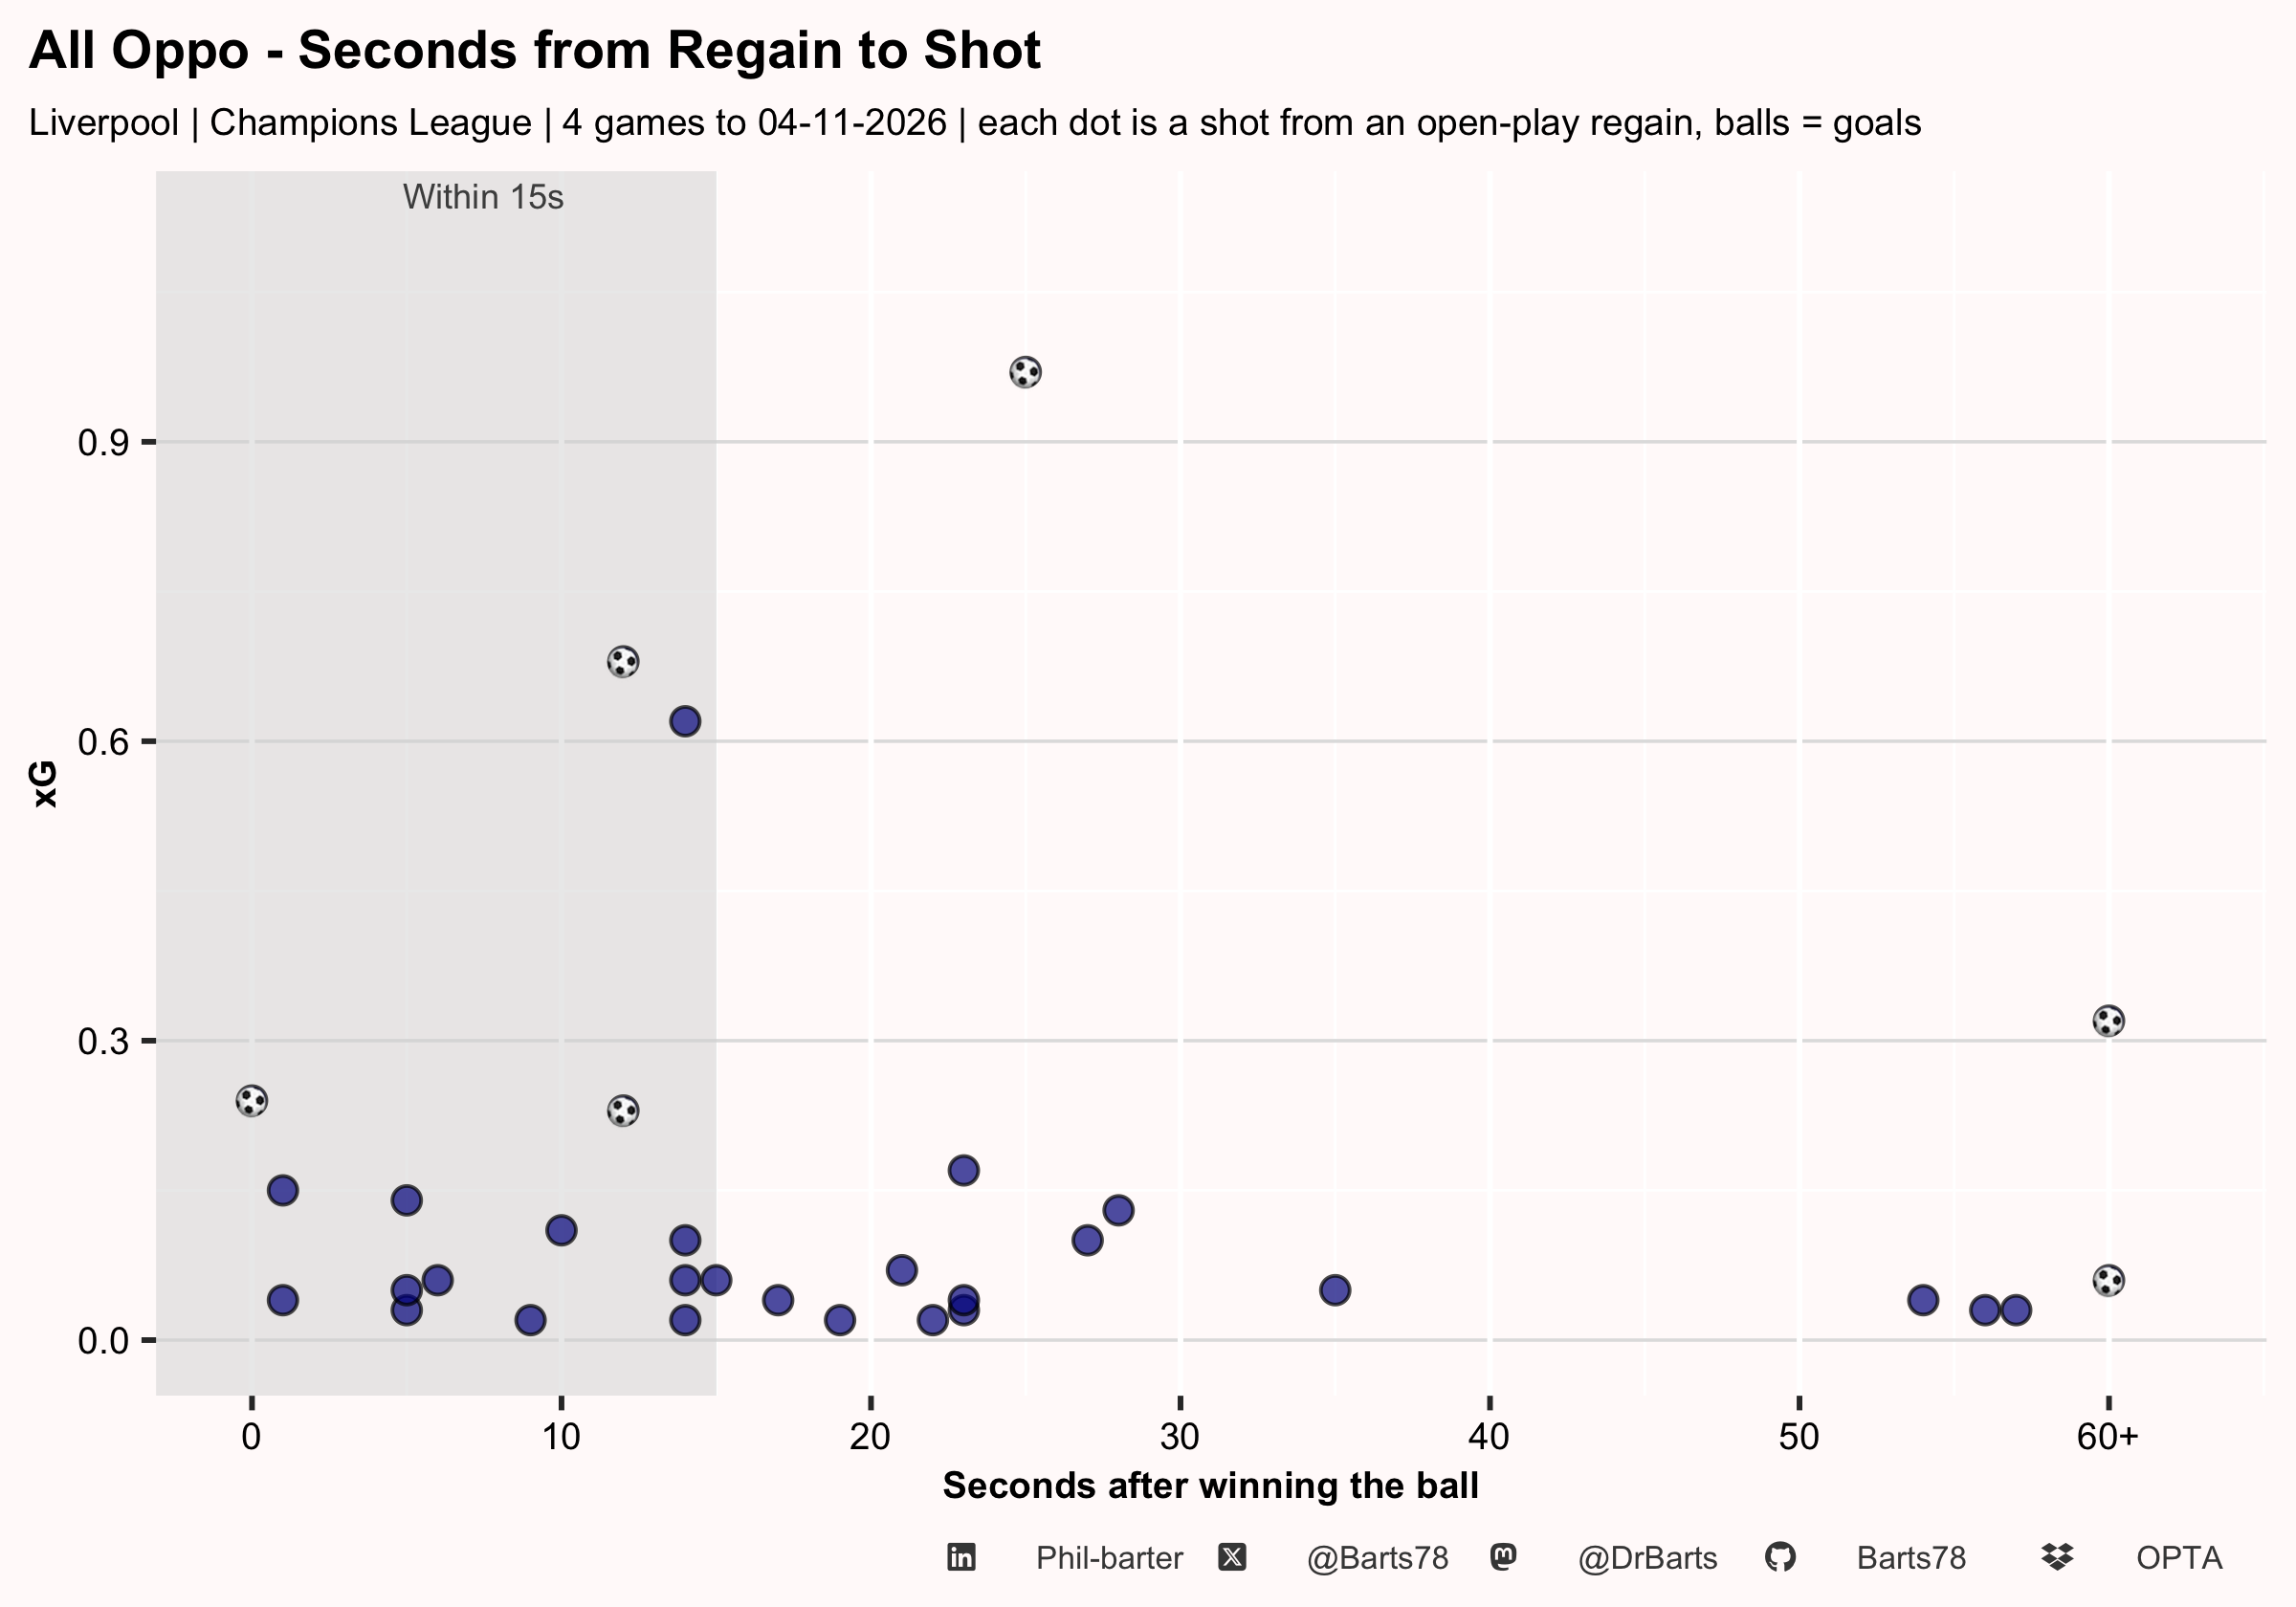 All Oppo - Seconds from Regain to Shot
Liverpool | Champions League | 4 games to 04-11-2026 | each dot is a shot from an open-play regain, balls = goals
Within 15s
0.9
0.6
0.3
0.0
xG
0 10 20 30 40 50 60+
Seconds after winning the ball
Phil-barter @Barts78 @DrBarts Barts78 OPTA